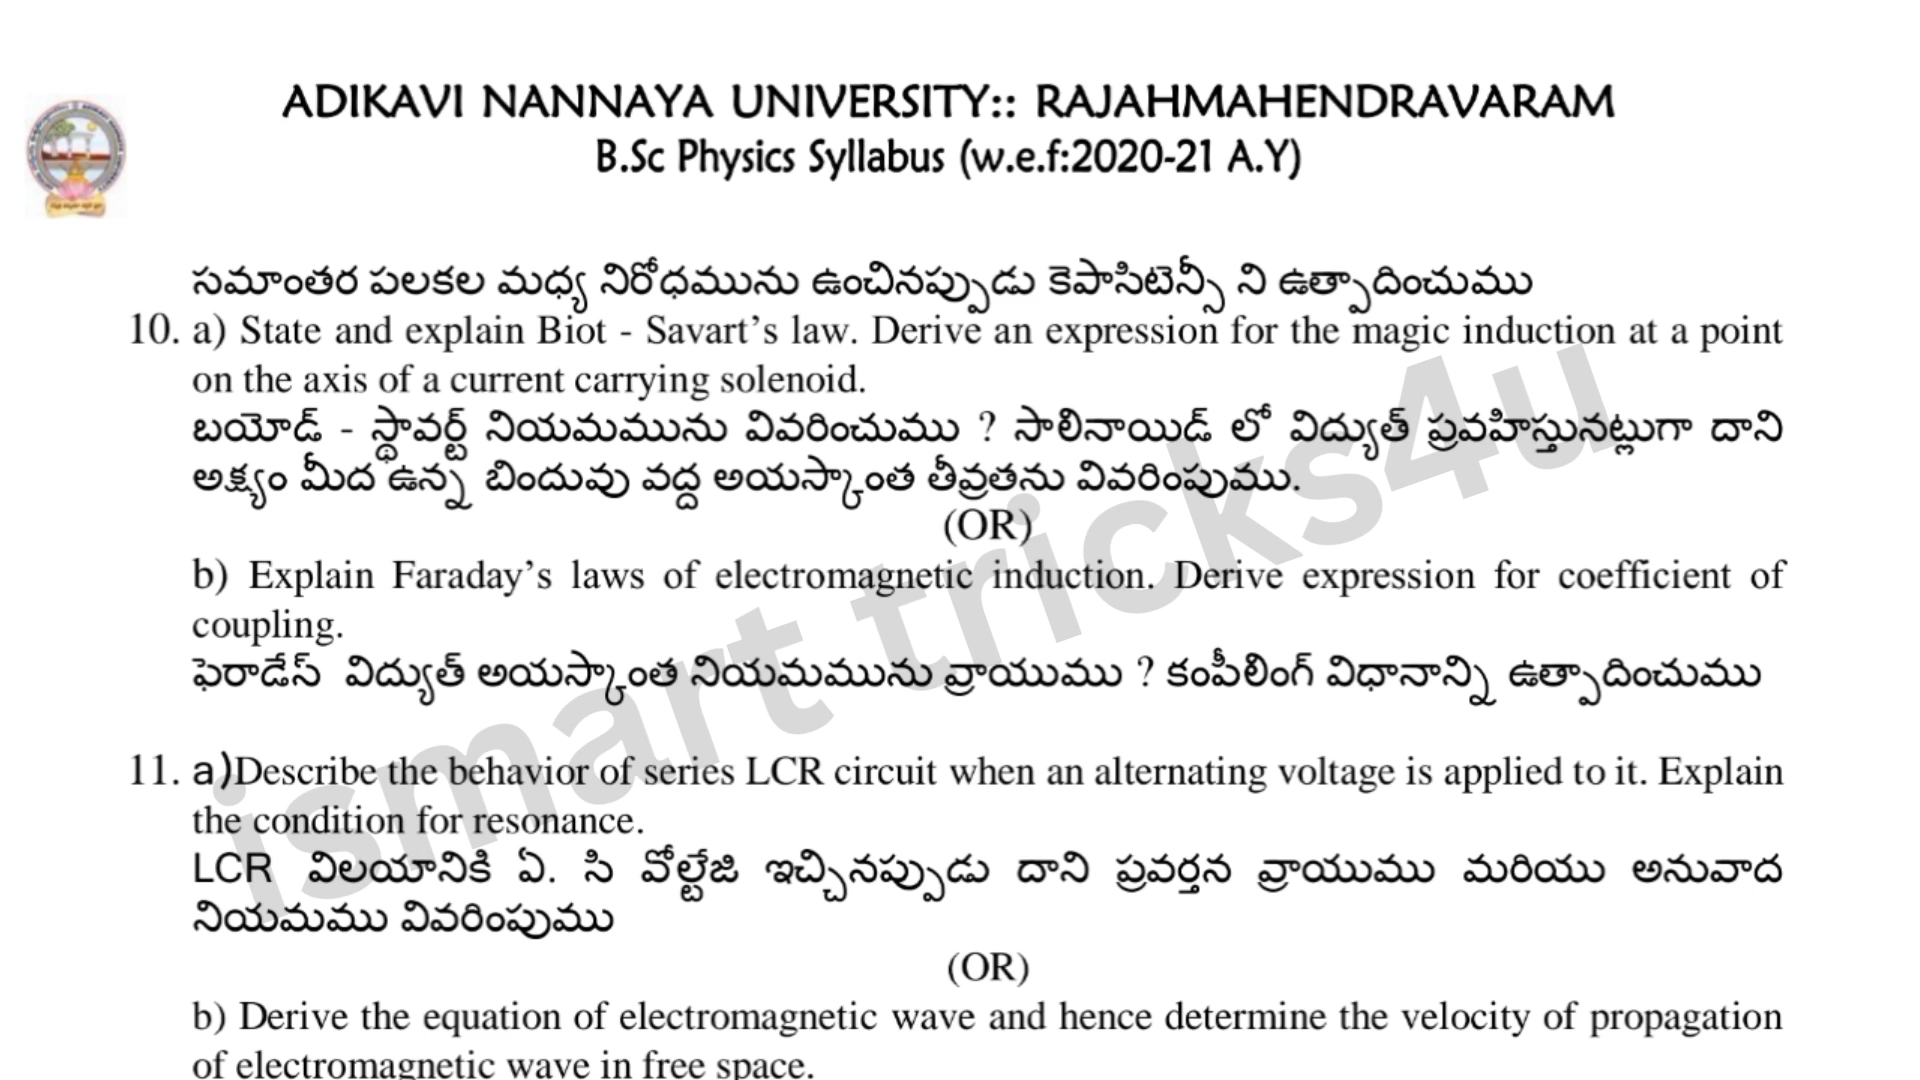 ADIKAVI NANNAYA UNIVERSITY:: RAJAHMAHENDRAVARAM
B.Sc Physics Syllabus (w.e.f:2020-21 A.Y)
సమాంతర పలకల మధ్య నిరోధమును ఉంచినప్పుడు కెపాసిటెన్సీ ని ఉత్పాదించుము
10. a) State and explain Biot - Savart’s law. Derive an expression for the magic induction at a point
on the axis of a current carrying solenoid.
బయోడ్ - స్థావర్ట్ నియమమును వివరించుము ? సాలినాయిడ్ లో విద్యుత్ ప్రవహిస్తునట్లుగా దాని
అక్ష్యం మీద ఉన్న బిందువు వద్ద అయస్కాంత తీవ్రతను వివరింపుము.
(OR)
b) Explain Faraday’s laws of electromagnetic induction. Derive expression for coefficient of
coupling.
ఫెరాడేస్ విద్యుత్ అయస్కాంత నియమమును వ్రాయుము ? కంపీలింగ్ విధానాన్ని ఉత్పాదించుము
11. a)Describe the behavior of series LCR circuit when an alternating voltage is applied to it. Explain
the condition for resonance.
LCR విలయానికి ఏ. సి వోల్టేజి ఇచ్చినప్పుడు దాని ప్రవర్తన వ్రాయుము మరియు అనువాద
నియమము వివరింపుము
(OR)
b) Derive the equation of electromagnetic wave and hence determine the velocity of propagation
of electromagnetic wave in free space.
ismart tricks4u